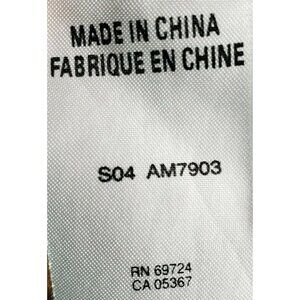 MADE IN CHINA
FABRIQUE EN CHINE
S04 AM7903
RN 69724
CA 05367